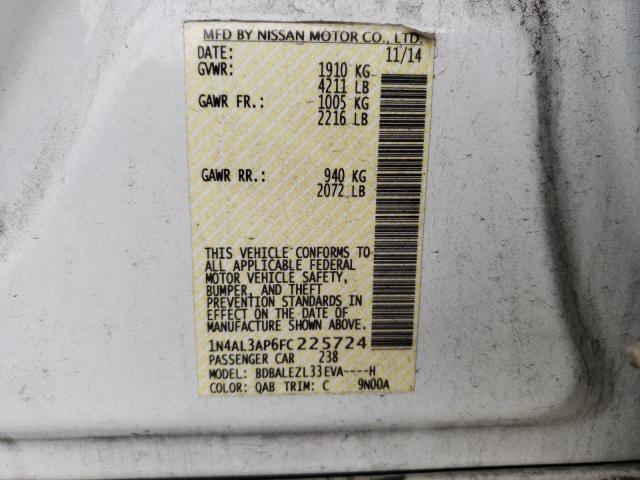 MFD BY NISSAN MOTOR CO., LTD.
DATE: 11/14
GVWR: 1910 KG
4211 LB
GAWR FR.: 1005 KG
2216 LB
GAWR RR.: 940 KG
2072 LB
THIS VEHICLE CONFORMS TO
ALL APPLICABLE FEDERAL
MOTOR VEHICLE SAFETY,
BUMPER, AND THEFT
PREVENTION STANDARDS IN
EFFECT ON THE DATE OF
MANUFACTURE SHOWN ABOVE.
1N4AL3AP6FC225724
PASSENGER CAR 238
MODEL: BDBALEZL33EVA----H
COLOR: QAB TRIM: C 9N00A